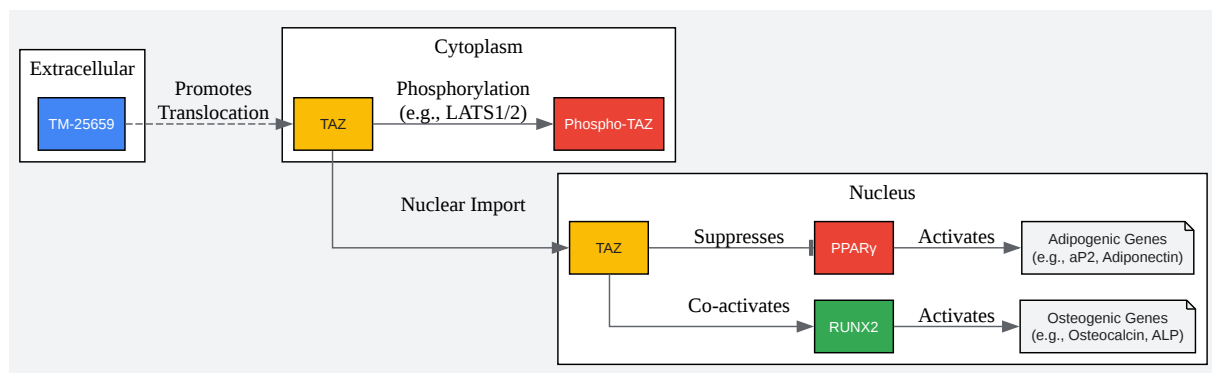 Extracellular
TM-25659
Promotes
Translocation
Cytoplasm
TAZ
Phosphorylation
(e.g., LATS1/2)
Phospho-TAZ
Nuclear Import
Nucleus
TAZ
Suppresses
PPARγ
Activates
Adipogenic Genes
(e.g., aP2, Adiponectin)
Co-activates
RUNX2
Activates
Osteogenic Genes
(e.g., Osteocalcin, ALP)